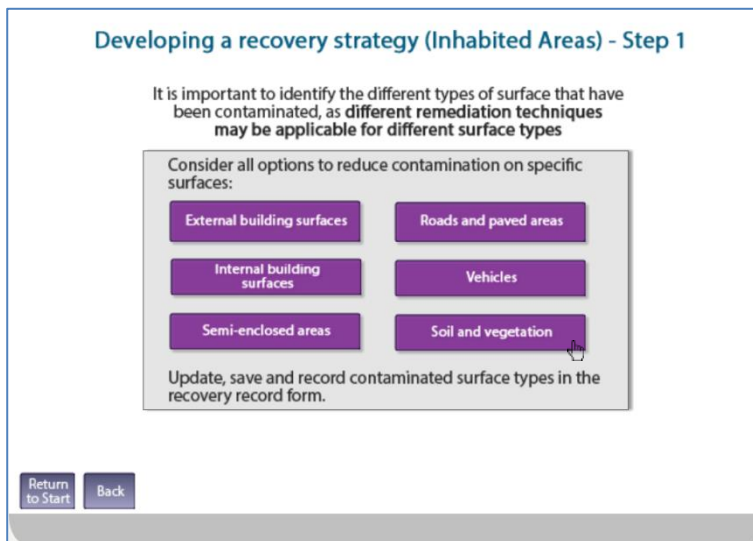 Developing a recovery strategy (Inhabited Areas) - Step 1
It is important to identify the different types of surface that have
been contaminated, as different remediation techniques
may be applicable for different surface types
Consider all options to reduce contamination on specific
surfaces:
External building surfaces
Roads and paved areas
Internal building
surfaces
Vehicles
Semi-enclosed areas
Soil and vegetation
Update, save and record contaminated surface types in the
recovery record form.
Return
to Start
Back